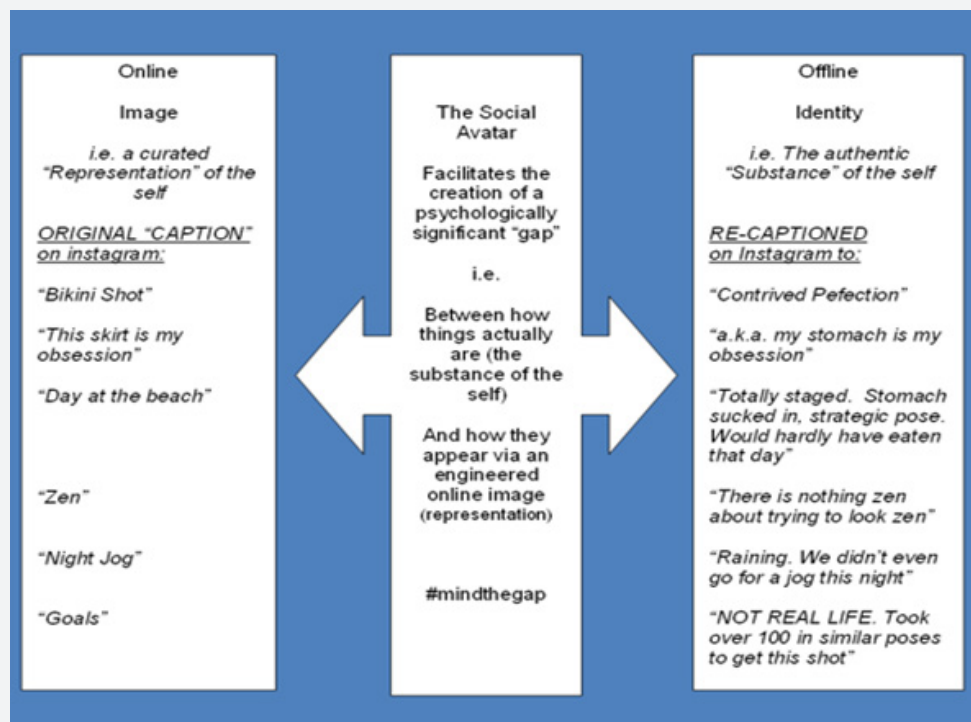 Online
Image
i.e. a curated
“Representation” of the
self
ORIGINAL “CAPTION”
on instagram:
“Bikini Shot”
“This skirt is my
obsession”
“Day at the beach”
“Zen”
“Night Jog”
“Goals”
The Social
Avatar
Facilitates the
creation of a
psychologically
significant “gap”
i.e.
Between how
things actually
are (the
substance of the
self)
And how they
appear via an
engineered
online image
(representation)
#mindthegap
Offline
Identity
i.e. The authentic
“Substance” of the self
RE-CAPTIONED
on Instagram to:
“Contrived Pefection”
“a.k.a. my stomach is my
obsession”
“Totally staged. Stomach
sucked in, strategic pose.
Would hardly have eaten
that day”
“There is nothing zen
about trying to look zen”
“Raining. We didn’t even
go for a jog this night”
“NOT REAL LIFE. Took
over 100 in similar poses
to get this shot”